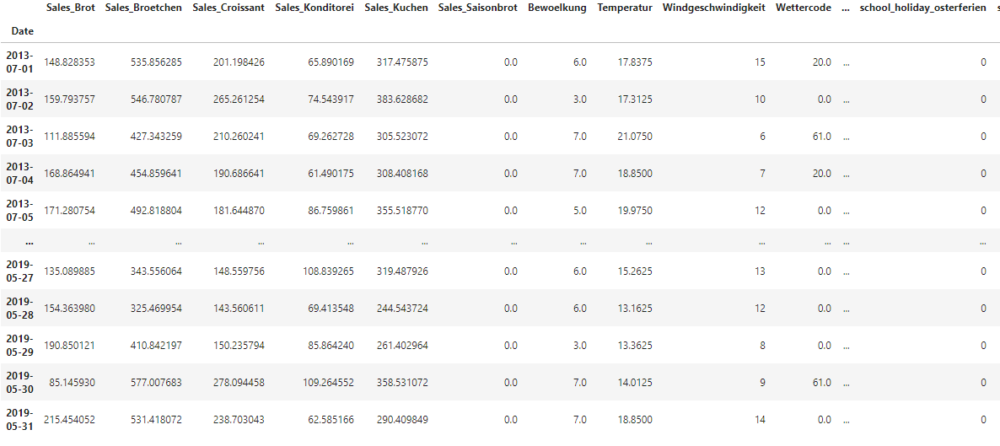 Sales_Brot Sales_Broetchen Sales_Croissant Sales_Konditorei Sales_Kuchen Sales_Saisonbrot Bewoelkung Temperatur Windgeschwindigkeit Wettercode ... school_holiday_osterferien
Date
2013-07-01 148.828353 535.856285 201.198426 65.890169 317.475875 0.0 6.0 17.8375 15 20.0 ... 0
2013-07-02 159.793757 546.780787 265.261254 74.543917 383.628682 0.0 3.0 17.3125 10 0.0 ... 0
2013-07-03 111.885594 427.343259 210.260241 69.262728 305.523072 0.0 7.0 21.0750 6 61.0 ... 0
2013-07-04 168.864941 454.859641 190.686641 61.490175 308.408168 0.0 7.0 18.8500 7 20.0 ... 0
2013-07-05 171.280754 492.818804 181.644870 86.759861 355.518770 0.0 5.0 19.9750 12 0.0 ... 0
... ... ... ... ... ... ... ... ... ... ... ... ...
2019-05-27 135.089885 343.556064 148.559756 108.839265 319.487926 0.0 6.0 15.2625 13 0.0 ... 0
2019-05-28 154.363980 325.469954 143.560611 69.413548 244.543724 0.0 6.0 13.1625 12 0.0 ... 0
2019-05-29 190.850121 410.842197 150.235794 85.864240 261.402964 0.0 3.0 13.3625 8 0.0 ... 0
2019-05-30 85.145930 577.007683 278.094458 109.264552 358.531072 0.0 7.0 14.0125 9 61.0 ... 0
2019-05-31 215.454052 531.418072 238.703043 62.585166 290.409849 0.0 7.0 18.8500 14 0.0 ... 0